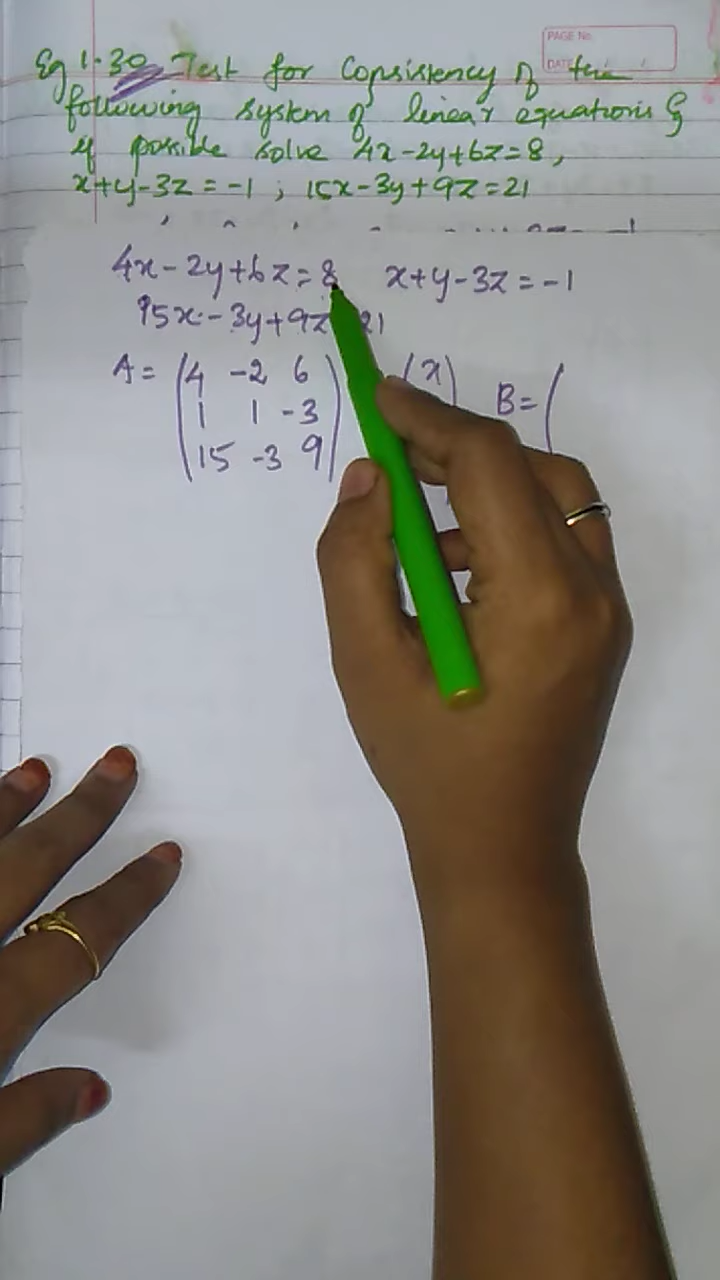 PAGE No.
DATE / /
Eg 1.30 Test for Consistency of the
following system of linear equations &
if possible solve 4x-2y+6z=8,
x+y-3z=-1; 15x-3y+9z=21
4x-2y+6z=8 x+y-3z=-1
15x-3y+9z 21
A = (4 -2 6) (x) B = (
1 1 -3
15 -3 9